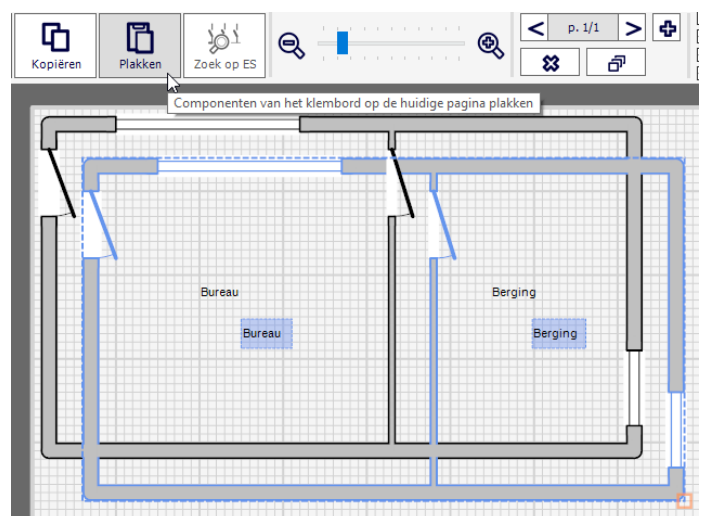 Kopiëren
Plakken
Zoek op ES
p. 1/1
Componenten van het klembord op de huidige pagina plakken
Bureau
Berging
Bureau
Berging